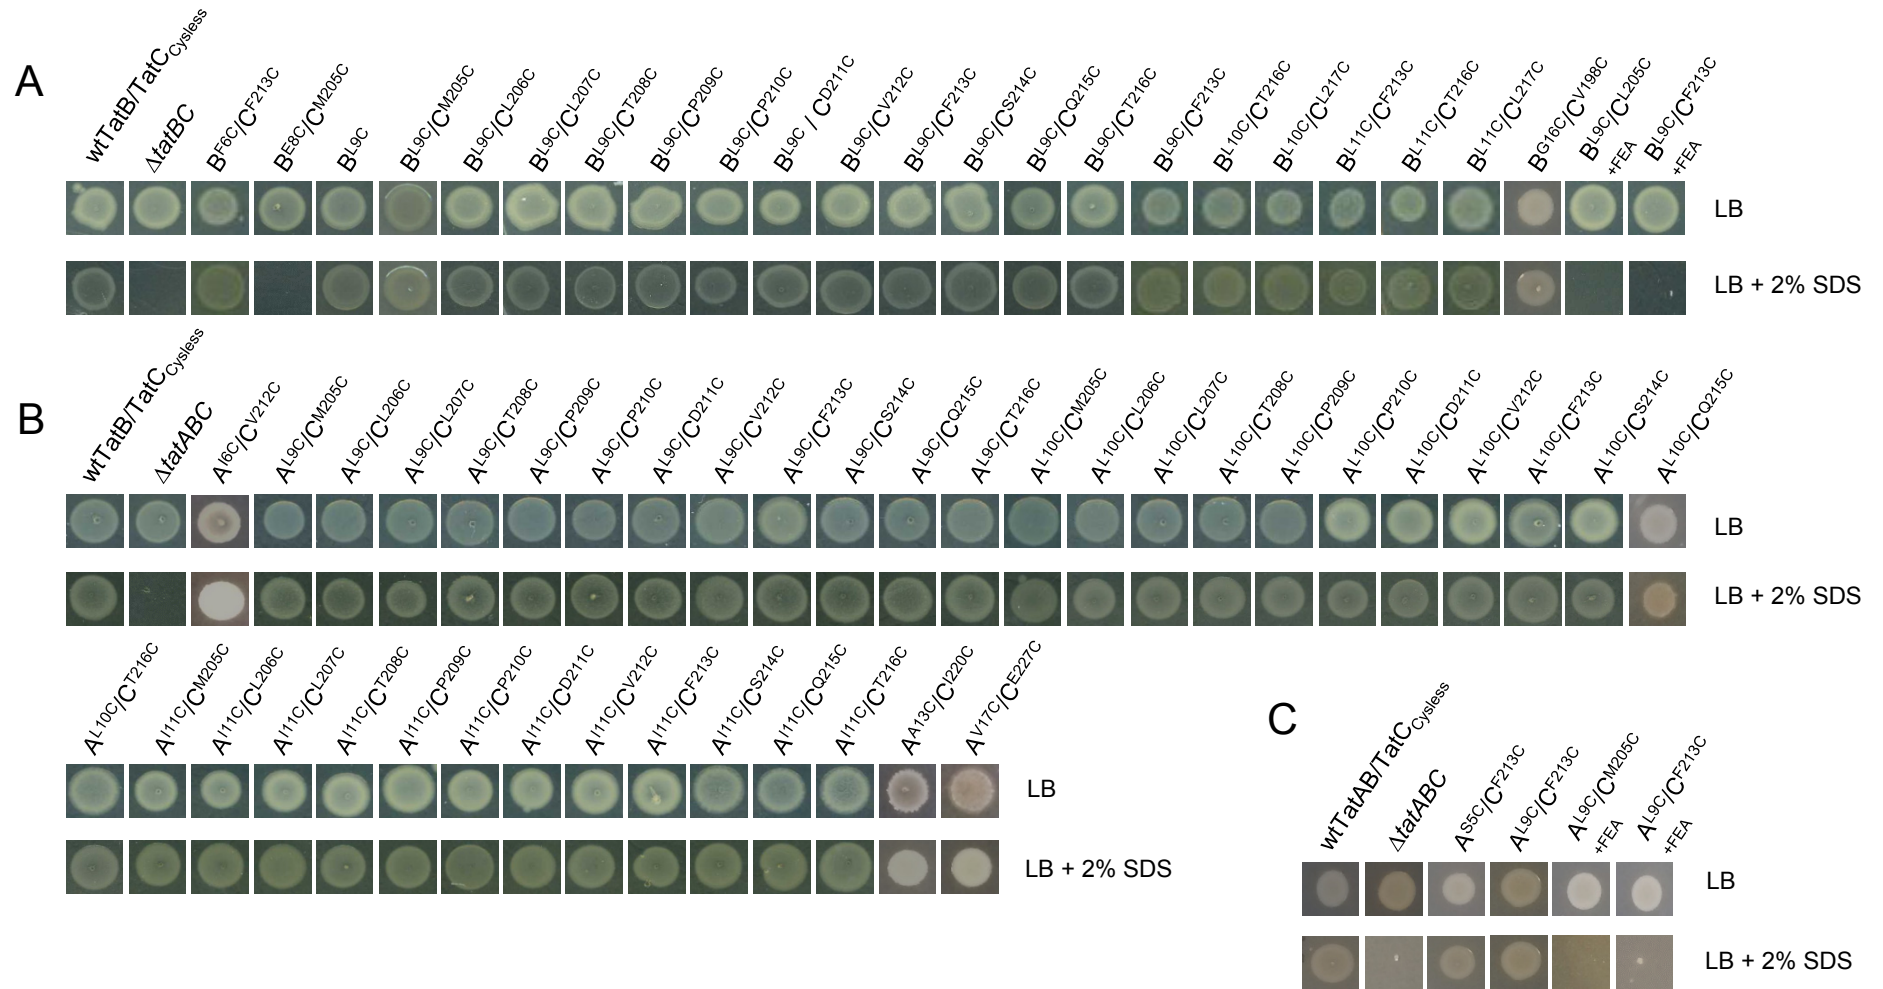 A
wtTatB/TatCCysless
ΔtatBC
BF6C/CF213C
BE8C/CM205C
BL9C
BL9C/CM205C
BL9C/CL206C
BL9C/CL207C
BL9C/CT208C
BL9C/CP209C
BL9C/CP210C
BL9C / CD211C
BL9C/CV212C
BL9C/CF213C
BL9C/CS214C
BL9C/CQ215C
BL9C/CT216C
BL9C/CF213C
BL10C/CT216C
BL10C/CL217C
BL11C/CF213C
BL11C/CT216C
BL11C/CL217C
BG16C/CV198C
BL9C/CL205C
+FEA
BL9C/CF213C
+FEA
LB
LB + 2% SDS
B
wtTatB/TatCCysless
ΔtatABC
AI6C/CV212C
AL9C/CM205C
AL9C/CL206C
AL9C/CL207C
AL9C/CT208C
AL9C/CP209C
AL9C/CP210C
AL9C/CD211C
AL9C/CV212C
AL9C/CF213C
AL9C/CS214C
AL9C/CQ215C
AL9C/CT216C
AL10C/CM205C
AL10C/CL206C
AL10C/CL207C
AL10C/CT208C
AL10C/CP209C
AL10C/CP210C
AL10C/CD211C
AL10C/CV212C
AL10C/CF213C
AL10C/CS214C
AL10C/CQ215C
LB
LB + 2% SDS
AL10C/CT216C
AI11C/CM205C
AI11C/CL206C
AI11C/CL207C
AI11C/CT208C
AI11C/CP209C
AI11C/CP210C
AI11C/CD211C
AI11C/CV212C
AI11C/CF213C
AI11C/CS214C
AI11C/CQ215C
AI11C/CT216C
AA13C/CI220C
AV17C/CE227C
LB
LB + 2% SDS
C
wtTatAB/TatCCysless
ΔtatABC
AS5C/CF213C
AL9C/CF213C
AL9C/CM205C
+FEA
AL9C/CF213C
+FEA
LB
LB + 2% SDS